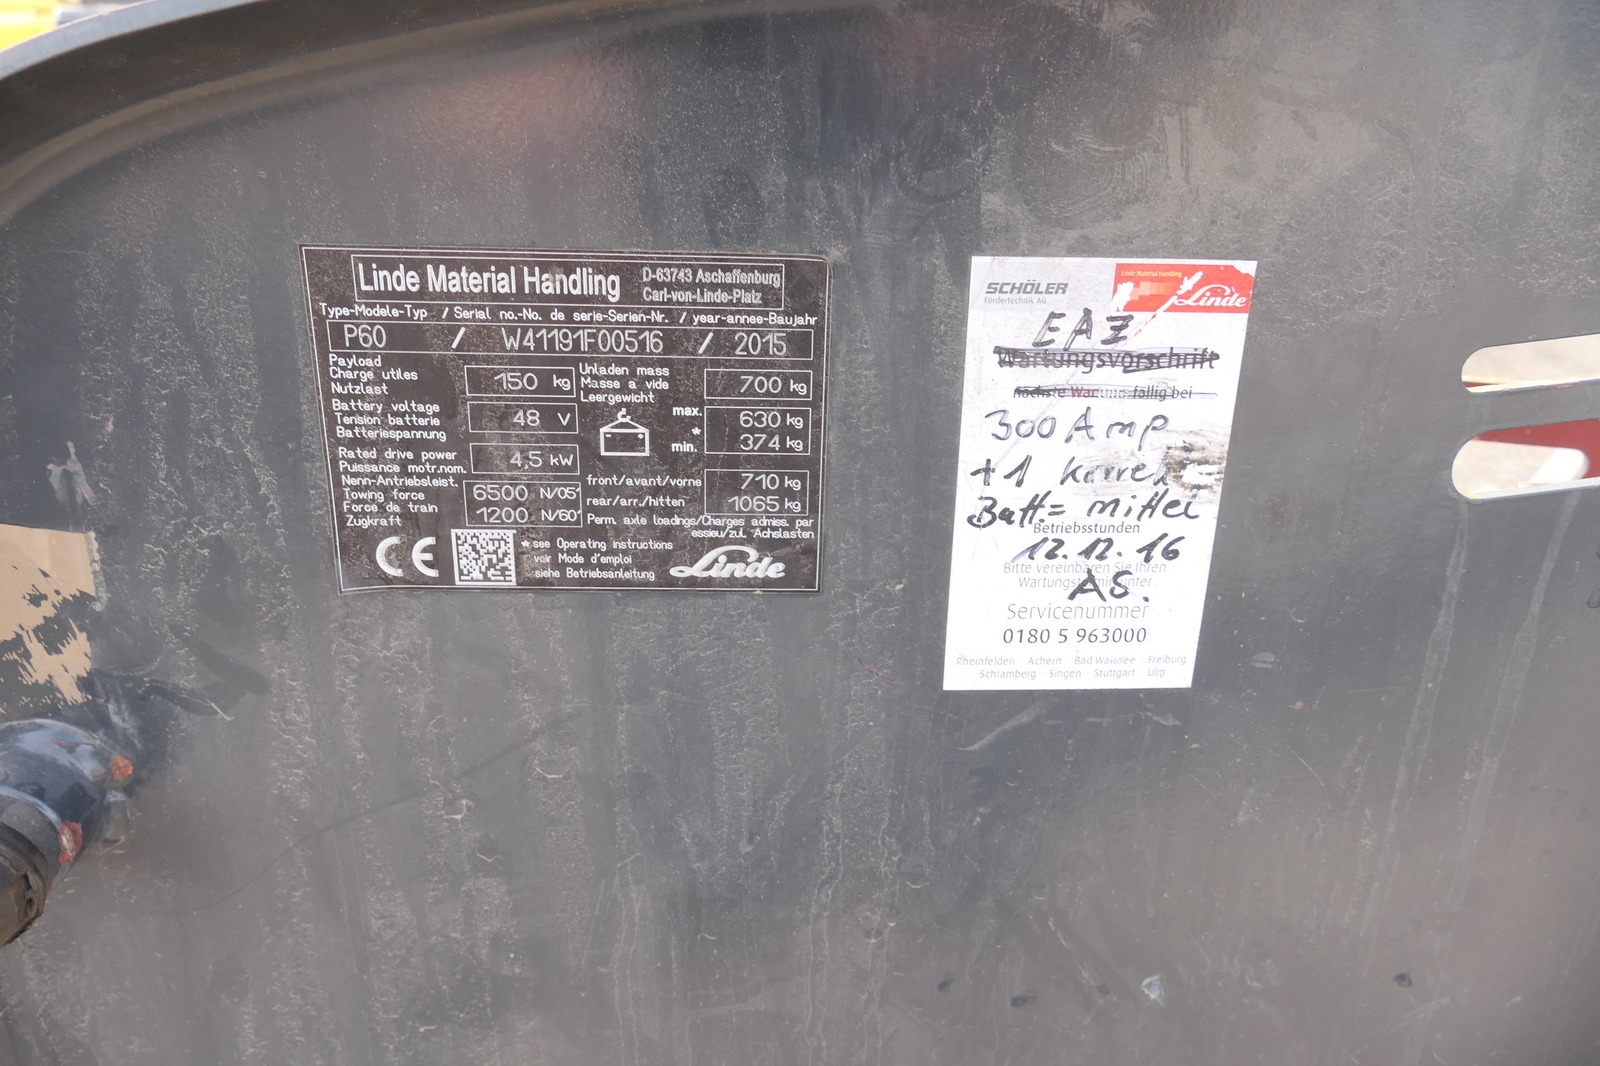 Linde Material Handling
D-63743 Aschaffenburg
Carl-von-Linde-Platz
Type-Modele-Typ / Serial no.-No. de serie-Serien-Nr. / year-annee-Baujahr
P60 / W41191F00516 / 2015
Payload
Charge utiles
Nutzlast
150 kg
Unladen mass
Masse a vide
Leergewicht
700 kg
Battery voltage
Tension batterie
Batteriespannung
48 V
max. 630 kg
*
min. 374 kg
Rated drive power
Puissance motr.nom.
Nenn-Antriebsleist.
4,5 kW
front/avant/vorne 710 kg
rear/arr./hitten 1065 kg
Towing force
Force de train
Zugkraft
6500 N/05'
1200 N/60'
Perm. axle loadings/Charges admiss. par
essieu/zul. Achslasten
CE
* see Operating instructions
voir Mode d'emploi
siehe Betriebsanleitung
Linde
SCHÖLER
Fördertechnik AG
Linde Material Handling
Linde
EAZ
Wartungsvorschrift
nächste Wartung fällig bei
300 Amp
+ 1
Batt. = mittel
Betriebsstunden
12.12.16
Bitte vereinbaren Sie Ihren
Wartungstermin unter
AS.
Servicenummer
0180 5 963000
Rheinfelden · Achern · Bad Waldsee · Freiburg
Schramberg · Singen · Stuttgart · Ulm